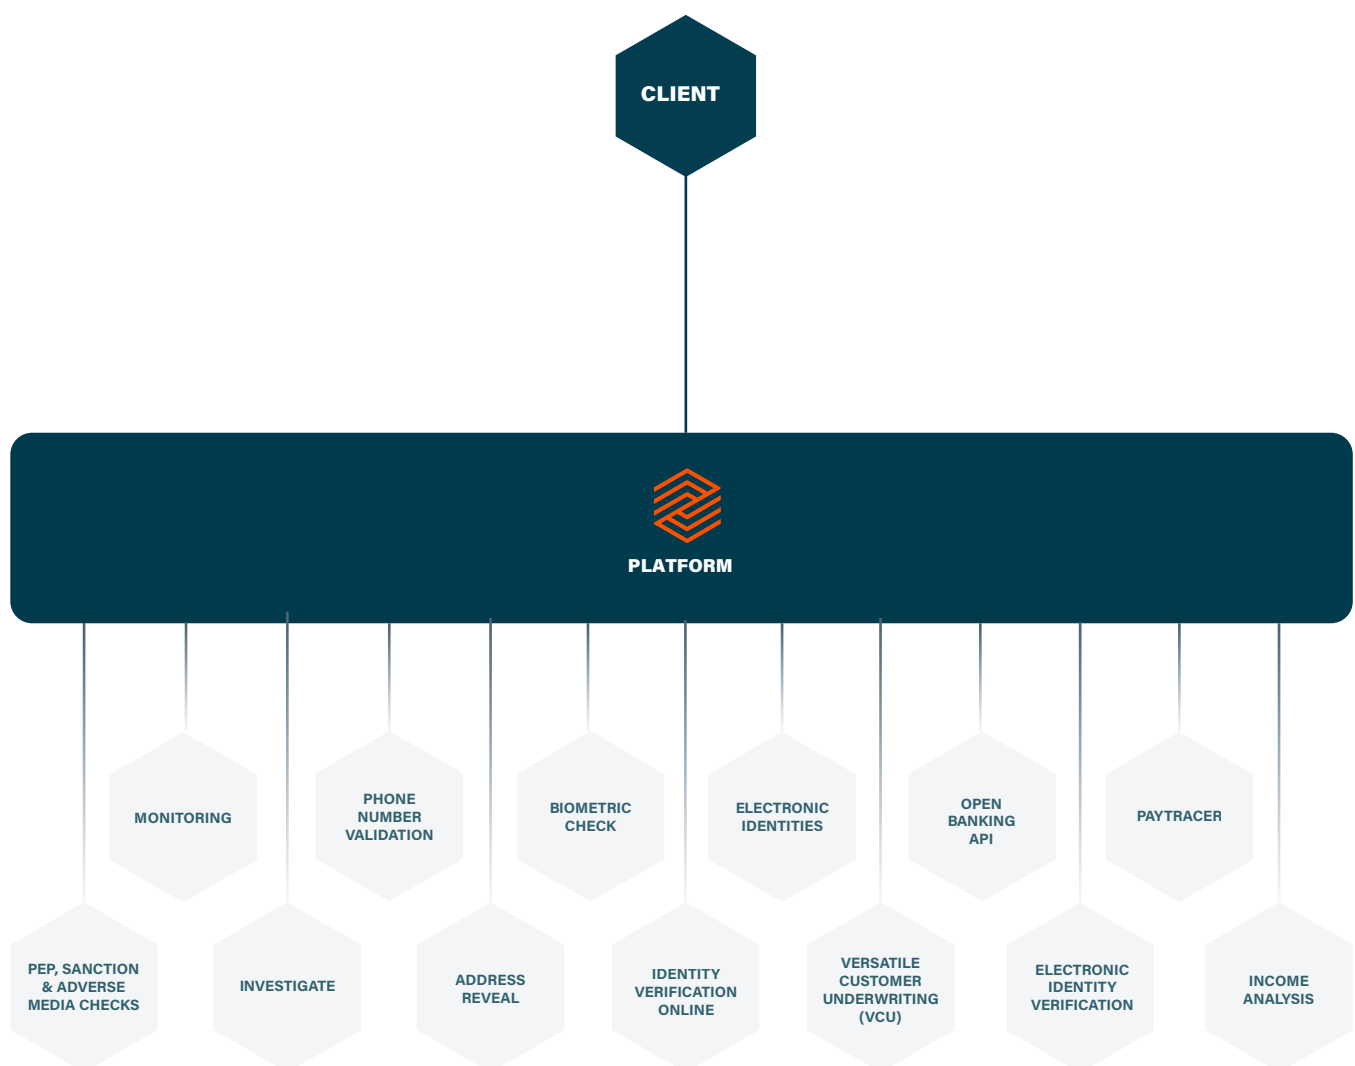 CLIENT
PLATFORM
MONITORING
PHONE
NUMBER
VALIDATION
BIOMETRIC
CHECK
ELECTRONIC
IDENTITIES
OPEN
BANKING
API
PAYTRACER
PEP, SANCTION
& ADVERSE
MEDIA CHECKS
INVESTIGATE
ADDRESS
REVEAL
IDENTITY
VERIFICATION
ONLINE
VERSATILE
CUSTOMER
UNDERWRITING
(VCU)
ELECTRONIC
IDENTITY
VERIFICATION
INCOME
ANALYSIS